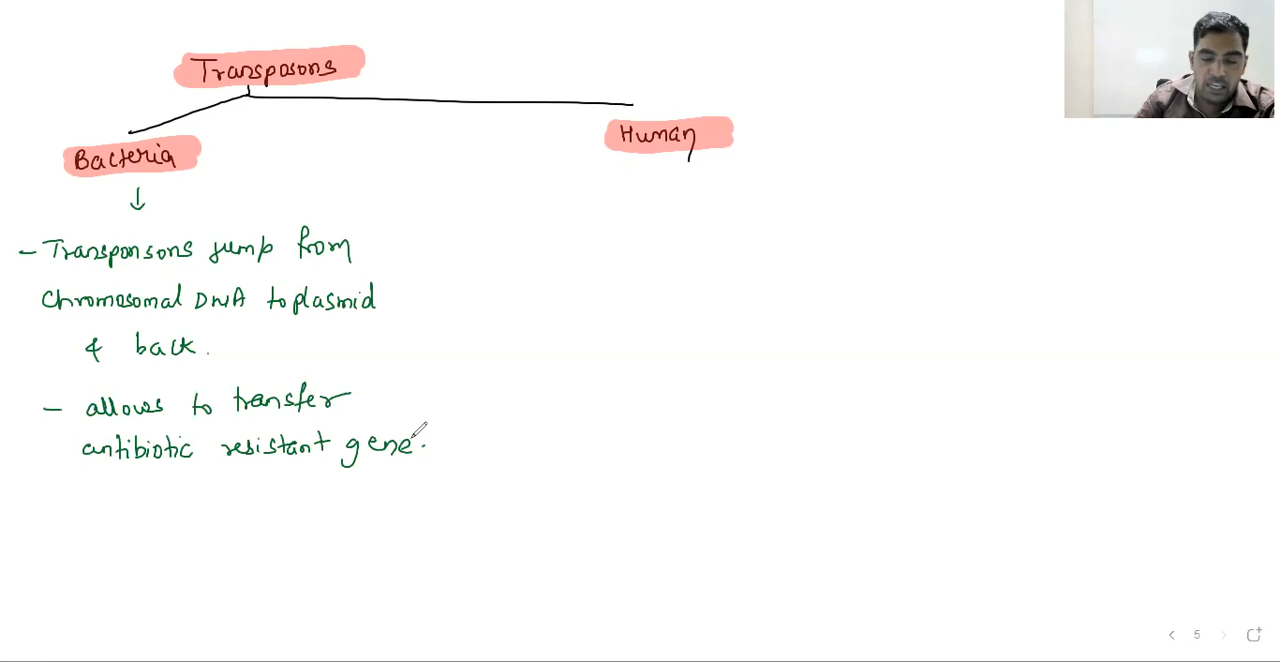 Transposons
Bacteria
Human
- Transponsons jump from
chromosomal DNA to plasmid
& back.
- allows to transfer
antibiotic resistant gene.
5